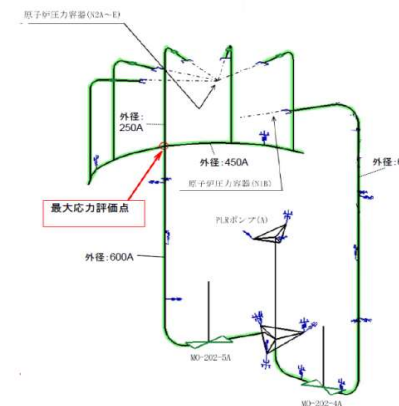 原子炉圧力容器(N2A～E)
外径:
250A
外径:450A
外径:6
原子炉圧力容器(N1B)
最大応力評価点
PLRポンプ(A)
外径:600A
MO-202-5A
MO-202-4A